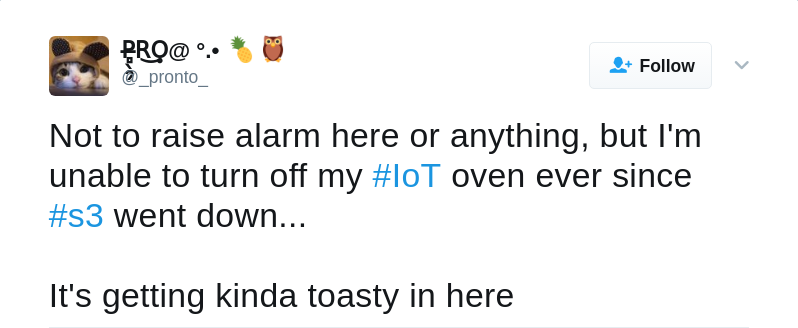 PRO@ °.• 🍍 🦉
@_pronto_
Follow
Not to raise alarm here or anything, but I'm
unable to turn off my #IoT oven ever since
#s3 went down...
It's getting kinda toasty in here